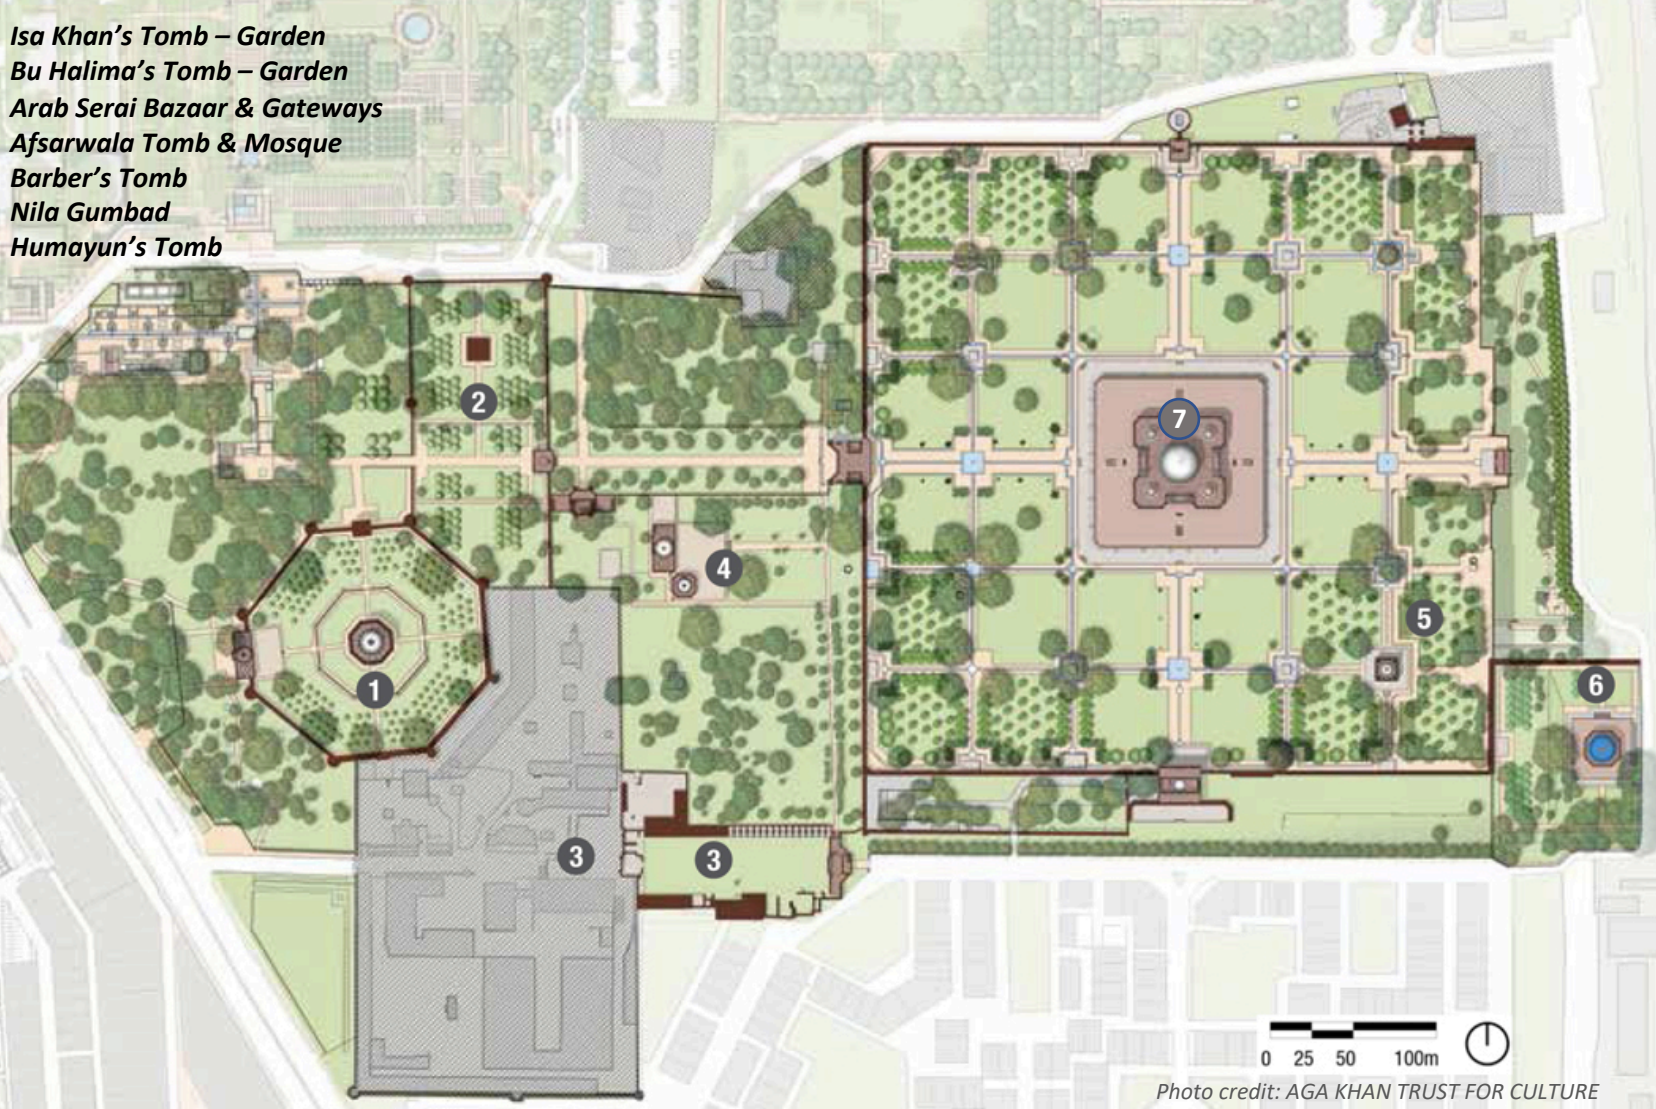 Isa Khan’s Tomb – Garden
Bu Halima’s Tomb – Garden
Arab Serai Bazaar & Gateways
Afsarwala Tomb & Mosque
Barber’s Tomb
Nila Gumbad
Humayun’s Tomb
2
7
4
5
1
6
3
3
0 25 50 100m
Photo credit: AGA KHAN TRUST FOR CULTURE